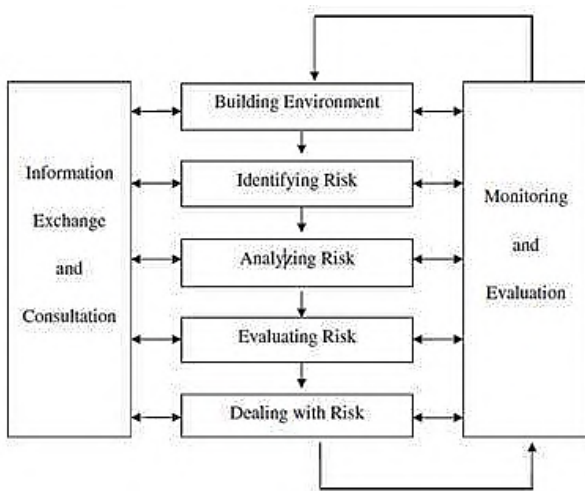 Building Environment
Identifying Risk
Analyzing Risk
Evaluating Risk
Dealing with Risk
Information
Exchange
and
Consultation
Monitoring
and
Evaluation